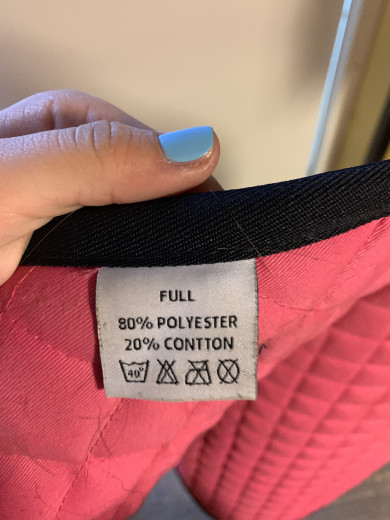 FULL
80% POLYESTER
20% CONTTON
40°